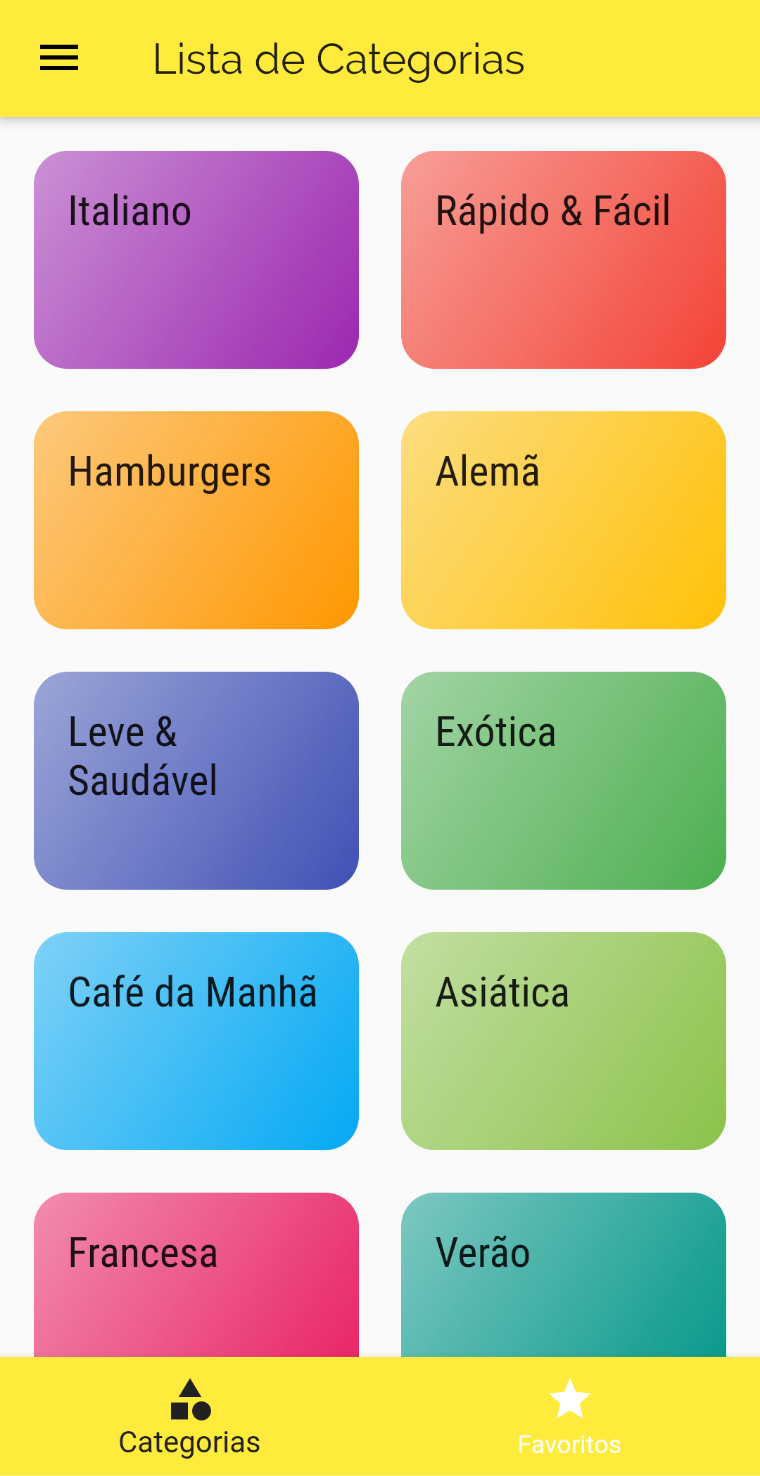 Lista de Categorias
Italiano
Rápido & Fácil
Hamburgers
Alemã
Leve &
Saudável
Exótica
Café da Manhã
Asiática
Francesa
Verão
Categorias
Favoritos